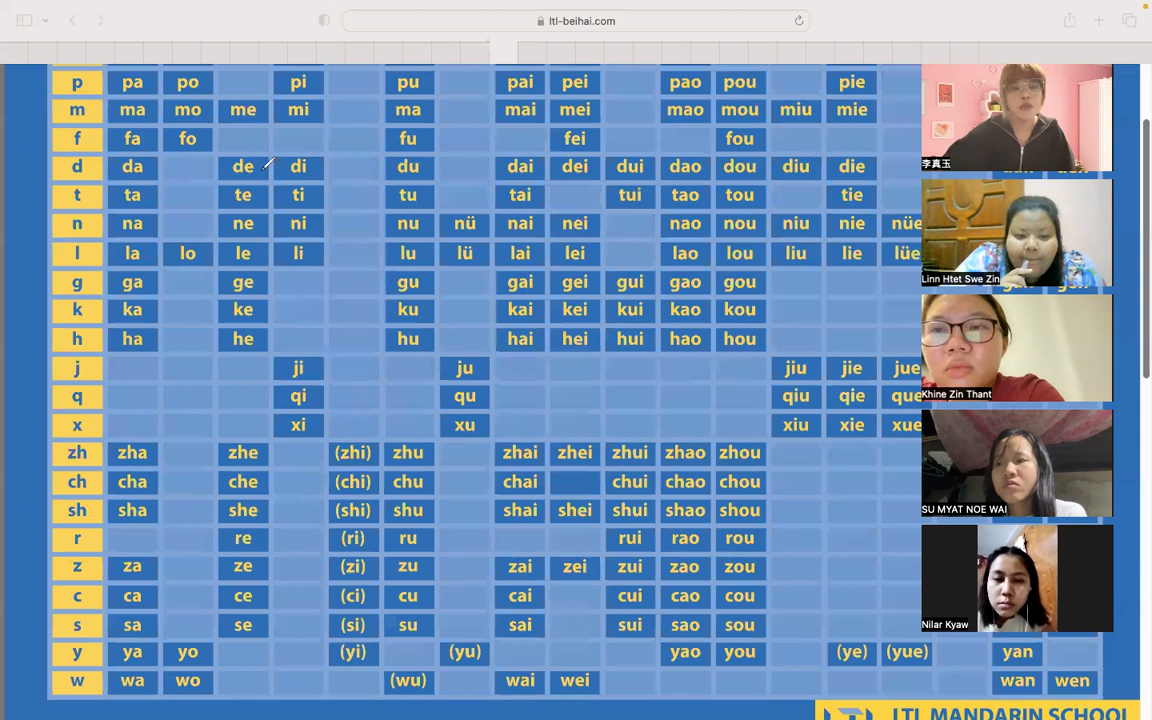 ltl-beihai.com
p pa po pi pu pai pei pao pou pie
m ma mo me mi ma mai mei mao mou miu mie
f fa fo fu fei fou
d da de di du dai dei dui dao dou diu die
t ta te ti tu tai tui tao tou tie
n na ne ni nu nü nai nei nao nou niu nie nüe
l la lo le li lu lü lai lei lao lou liu lie lüe
g ga ge gu gai gei gui gao gou
k ka ke ku kai kei kui kao kou
h ha he hu hai hei hui hao hou
j ji ju jiu jie jue
q qi qu qiu qie que
x xi xu xiu xie xue
zh zha zhe (zhi) zhu zhai zhei zhui zhao zhou
ch cha che (chi) chu chai chui chao chou
sh sha she (shi) shu shai shei shui shao shou
r re (ri) ru rui rao rou
z za ze (zi) zu zai zei zui zao zou
c ca ce (ci) cu cai cui cao cou
s sa se (si) su sai sui sao sou
y ya yo (yi) (yu) yao you (ye) (yue) yan
w wa wo (wu) wai wei wan wen
LTL MANDARIN SCHOOL
李真玉
Linn Htet Swe Zin
Khine Zin Thant
SU MYAT NOE WAI
Nilar Kyaw